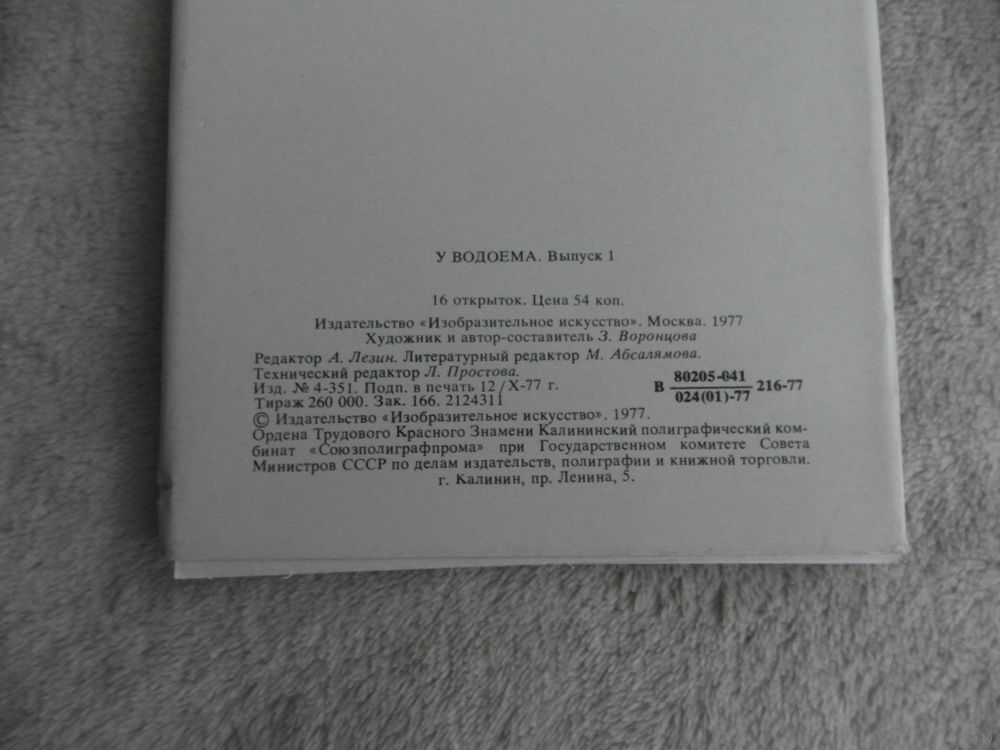 У ВОДОЕМА. Выпуск 1
16 открыток. Цена 54 коп.
Издательство «Изобразительное искусство». Москва. 1977
Художник и автор-составитель З. Воронцова
Редактор А. Лезин. Литературный редактор М. Абсалямова.
Технический редактор Л. Простова.
Изд. № 4-351. Подп. в печать 12/X-77 г.
Тираж 260 000. Зак. 166. 2124311
В 80205-041 / 024(01)-77 216-77
© Издательство «Изобразительное искусство». 1977.
Ордена Трудового Красного Знамени Калининский полиграфический ком-
бинат «Союзполиграфпрома» при Государственном комитете Совета
Министров СССР по делам издательств, полиграфии и книжной торговли.
г. Калинин, пр. Ленина, 5.